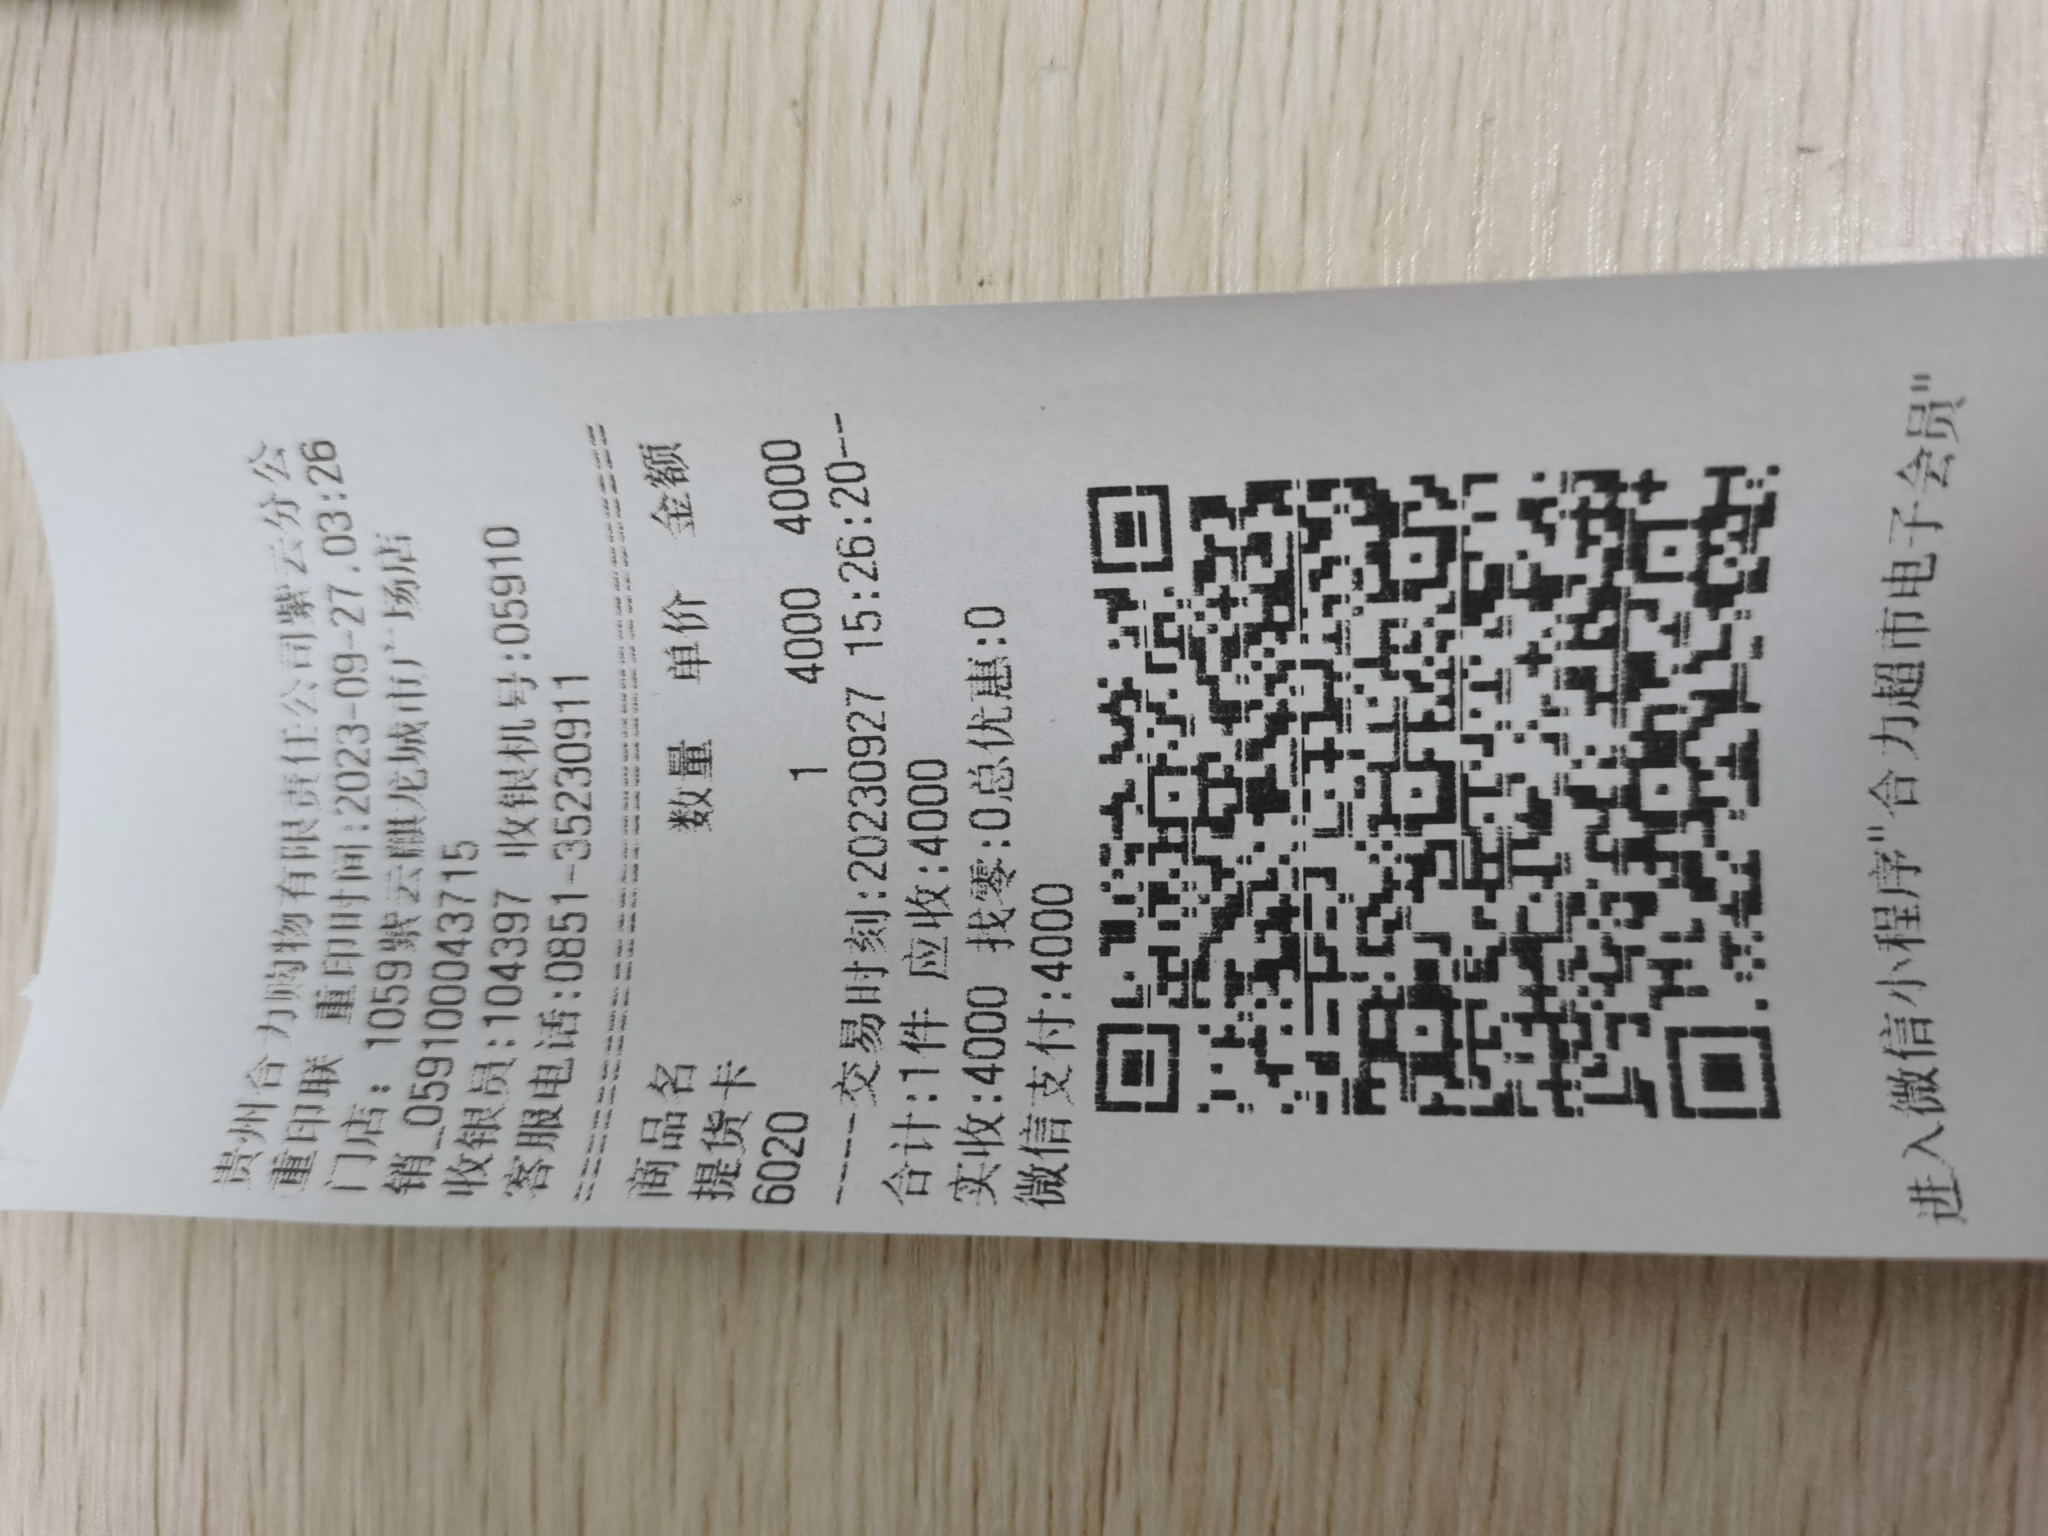 贵州合力购物有限责任公司紫云分公
重印联 重印时间:2023-09-27.03:26
门店: 1059紫云麒龙城市广场店
销_0591000043715
收银员:104397 收银机号:05910
客服电话:0851-35230911
================================
商品名 数量 单价 金额
提货卡
6020 1 4000 4000
----交易时刻:20230927 15:26:20---
合计:1件 应收:4000
实收:4000 找零:0总优惠:0
微信支付:4000
进入微信小程序"合力超市电子会员"